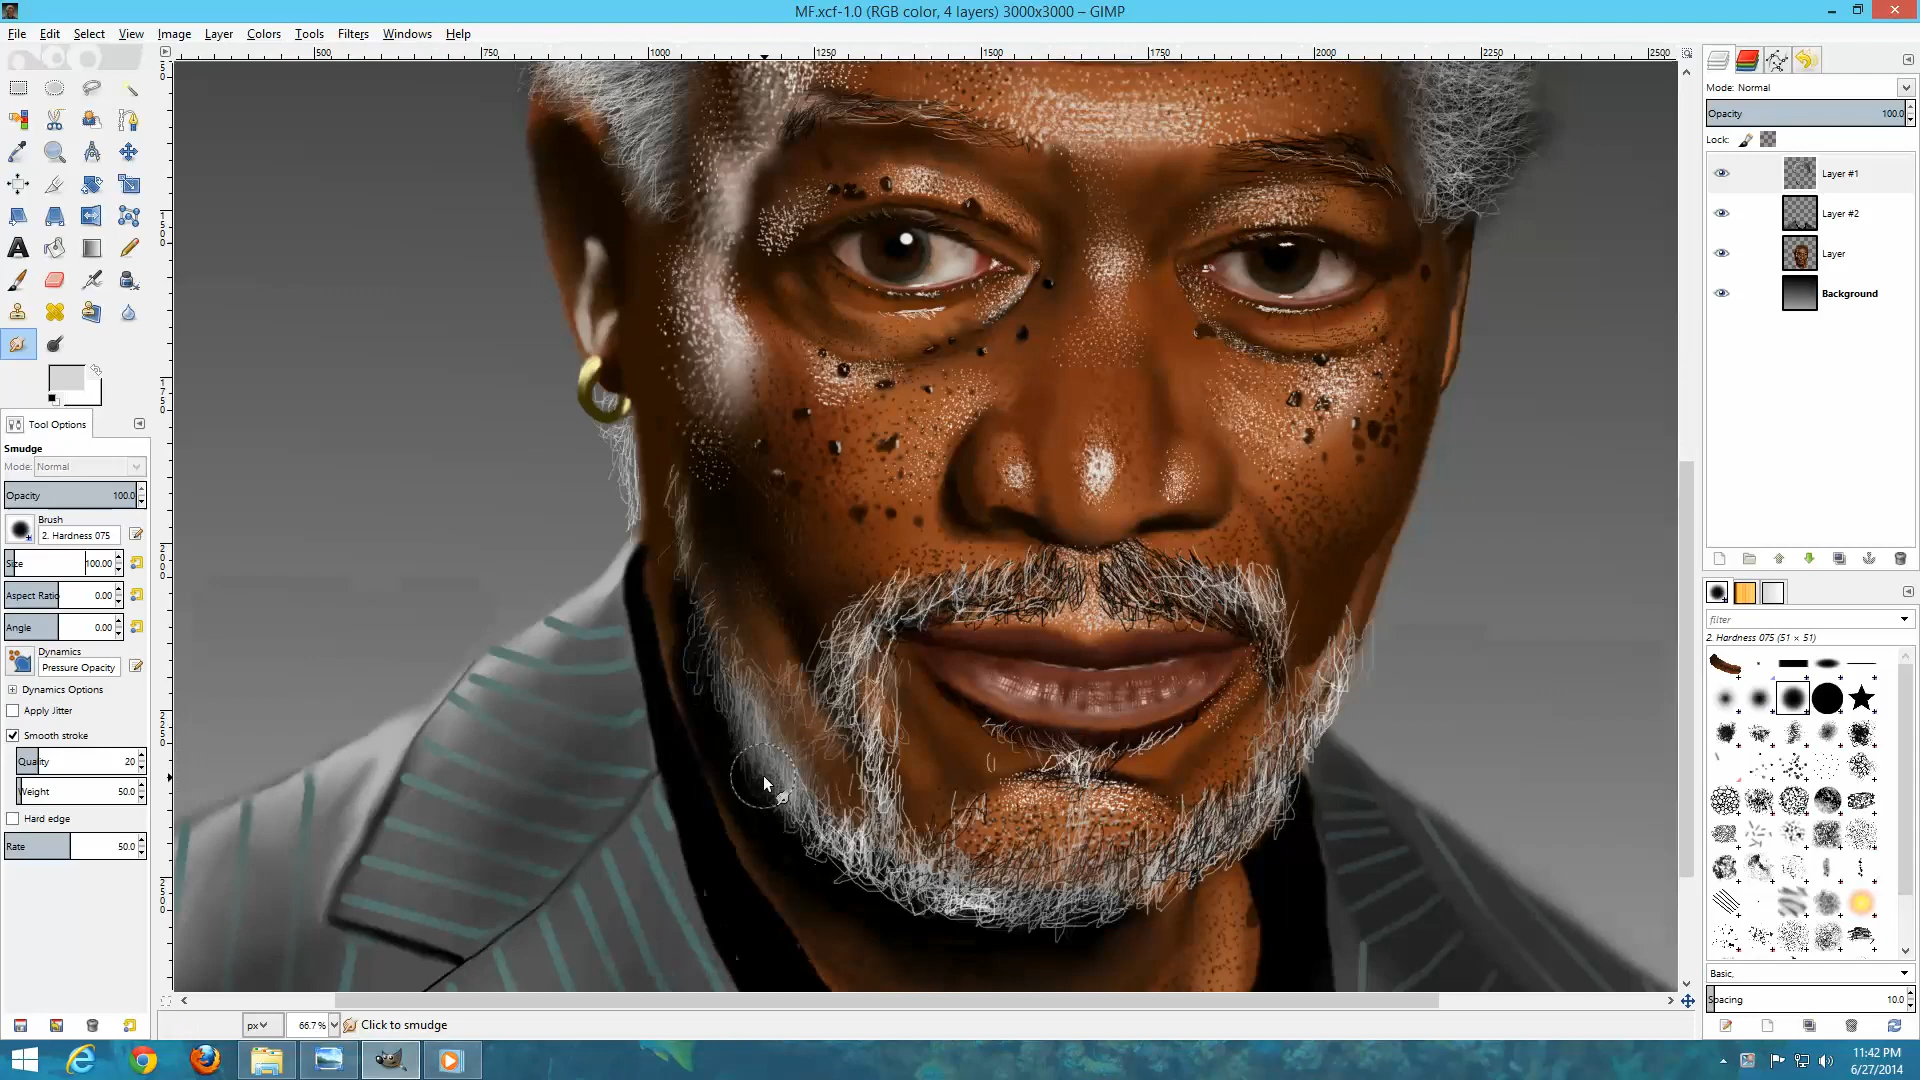 MF.xcf-1.0 (RGB color, 4 layers) 3000x3000 – GIMP
File Edit Select View Image Layer Colors Tools Filters Windows Help
500 750 1000 1250 1500 1750 2000 2250 2500
1500
1750
2000
2250
2500
Tool Options
Smudge
Mode: Normal
Opacity 100.0
Brush
2. Hardness 075
Size 100.00
Aspect Ratio 0.00
Angle 0.00
Dynamics
Pressure Opacity
Dynamics Options
Apply Jitter
Smooth stroke
Quality 20
Weight 50.0
Hard edge
Rate 50.0
px 66.7% Click to smudge
Mode: Normal
Opacity 100.0
Lock:
Layer #1
Layer #2
Layer
Background
filter
2. Hardness 075 (51 × 51)
Basic,
Spacing 10.0
11:42 PM
6/27/2014